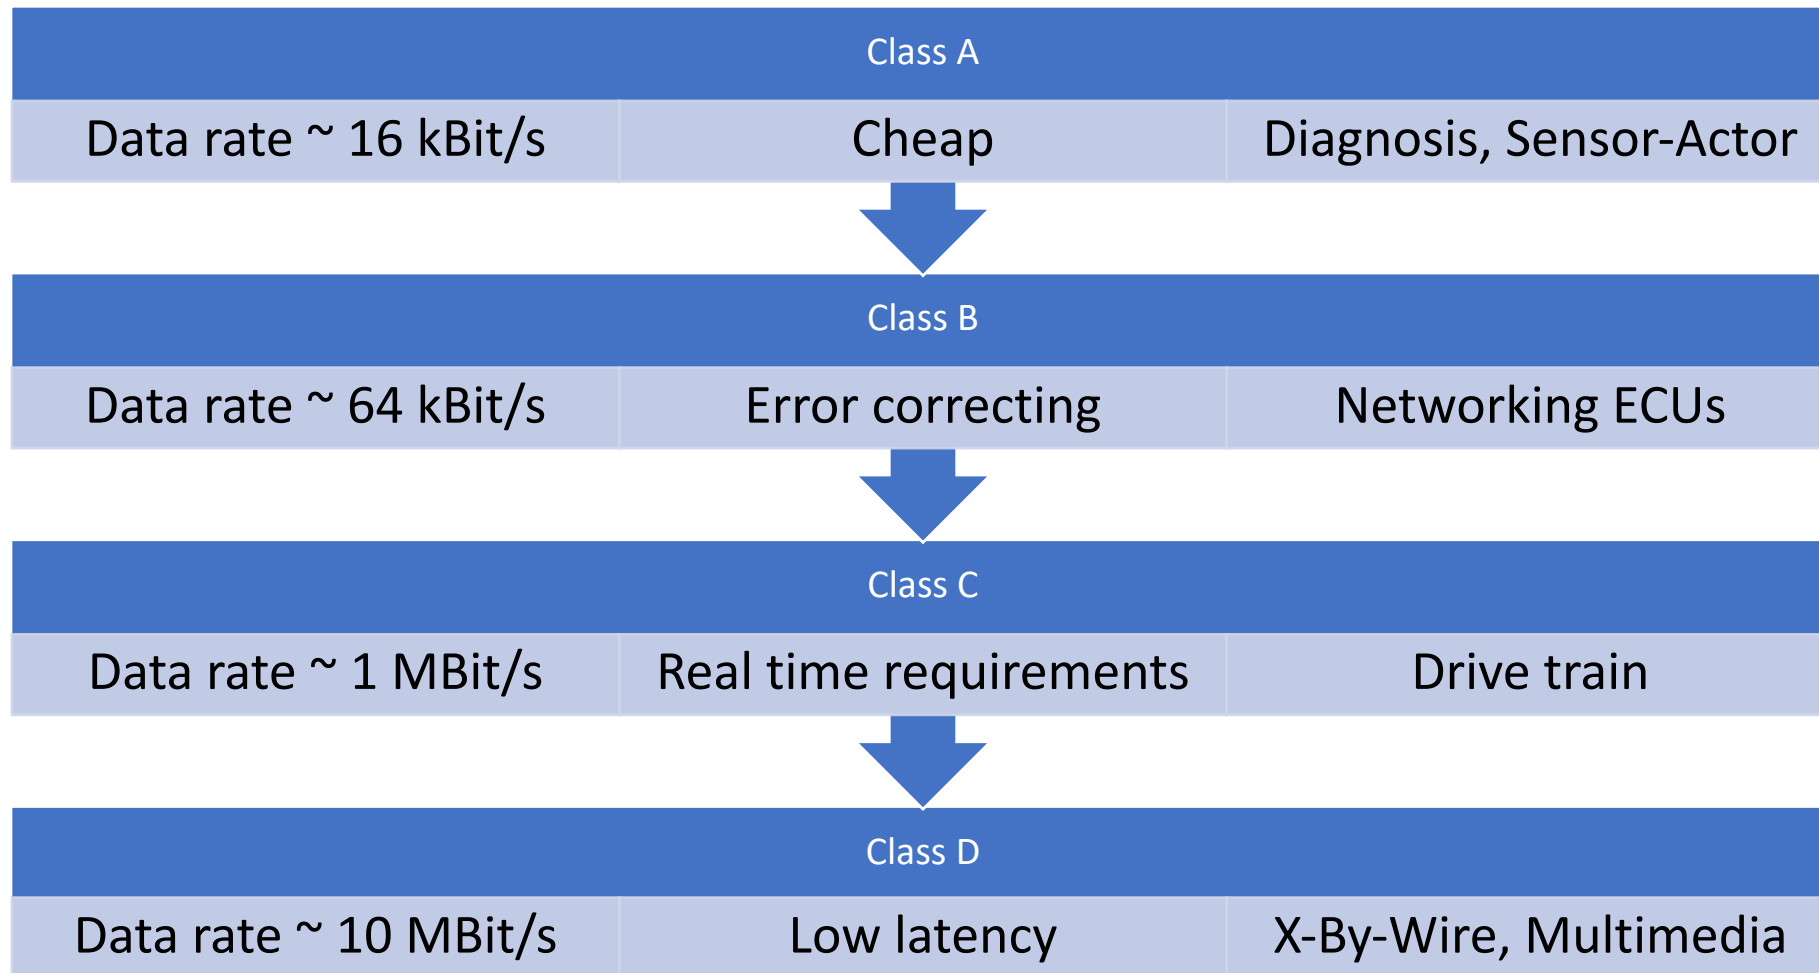 Class A
Data rate ~ 16 kBit/s Cheap Diagnosis, Sensor-Actor
Class B
Data rate ~ 64 kBit/s Error correcting Networking ECUs
Class C
Data rate ~ 1 MBit/s Real time requirements Drive train
Class D
Data rate ~ 10 MBit/s Low latency X-By-Wire, Multimedia